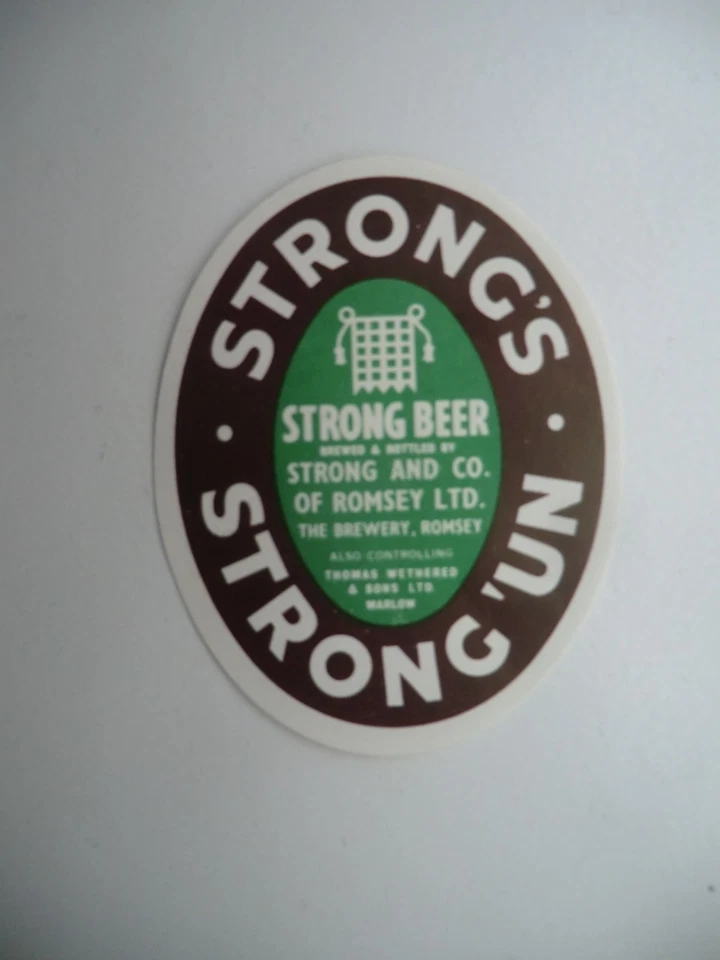 STRONG'S
STRONG BEER
BREWED & BOTTLED BY
STRONG AND CO.
OF ROMSEY LTD.
THE BREWERY, ROMSEY
ALSO CONTROLLING
THOMAS WETHERED
& SONS LTD.
MARLOW
STRONG 'UN